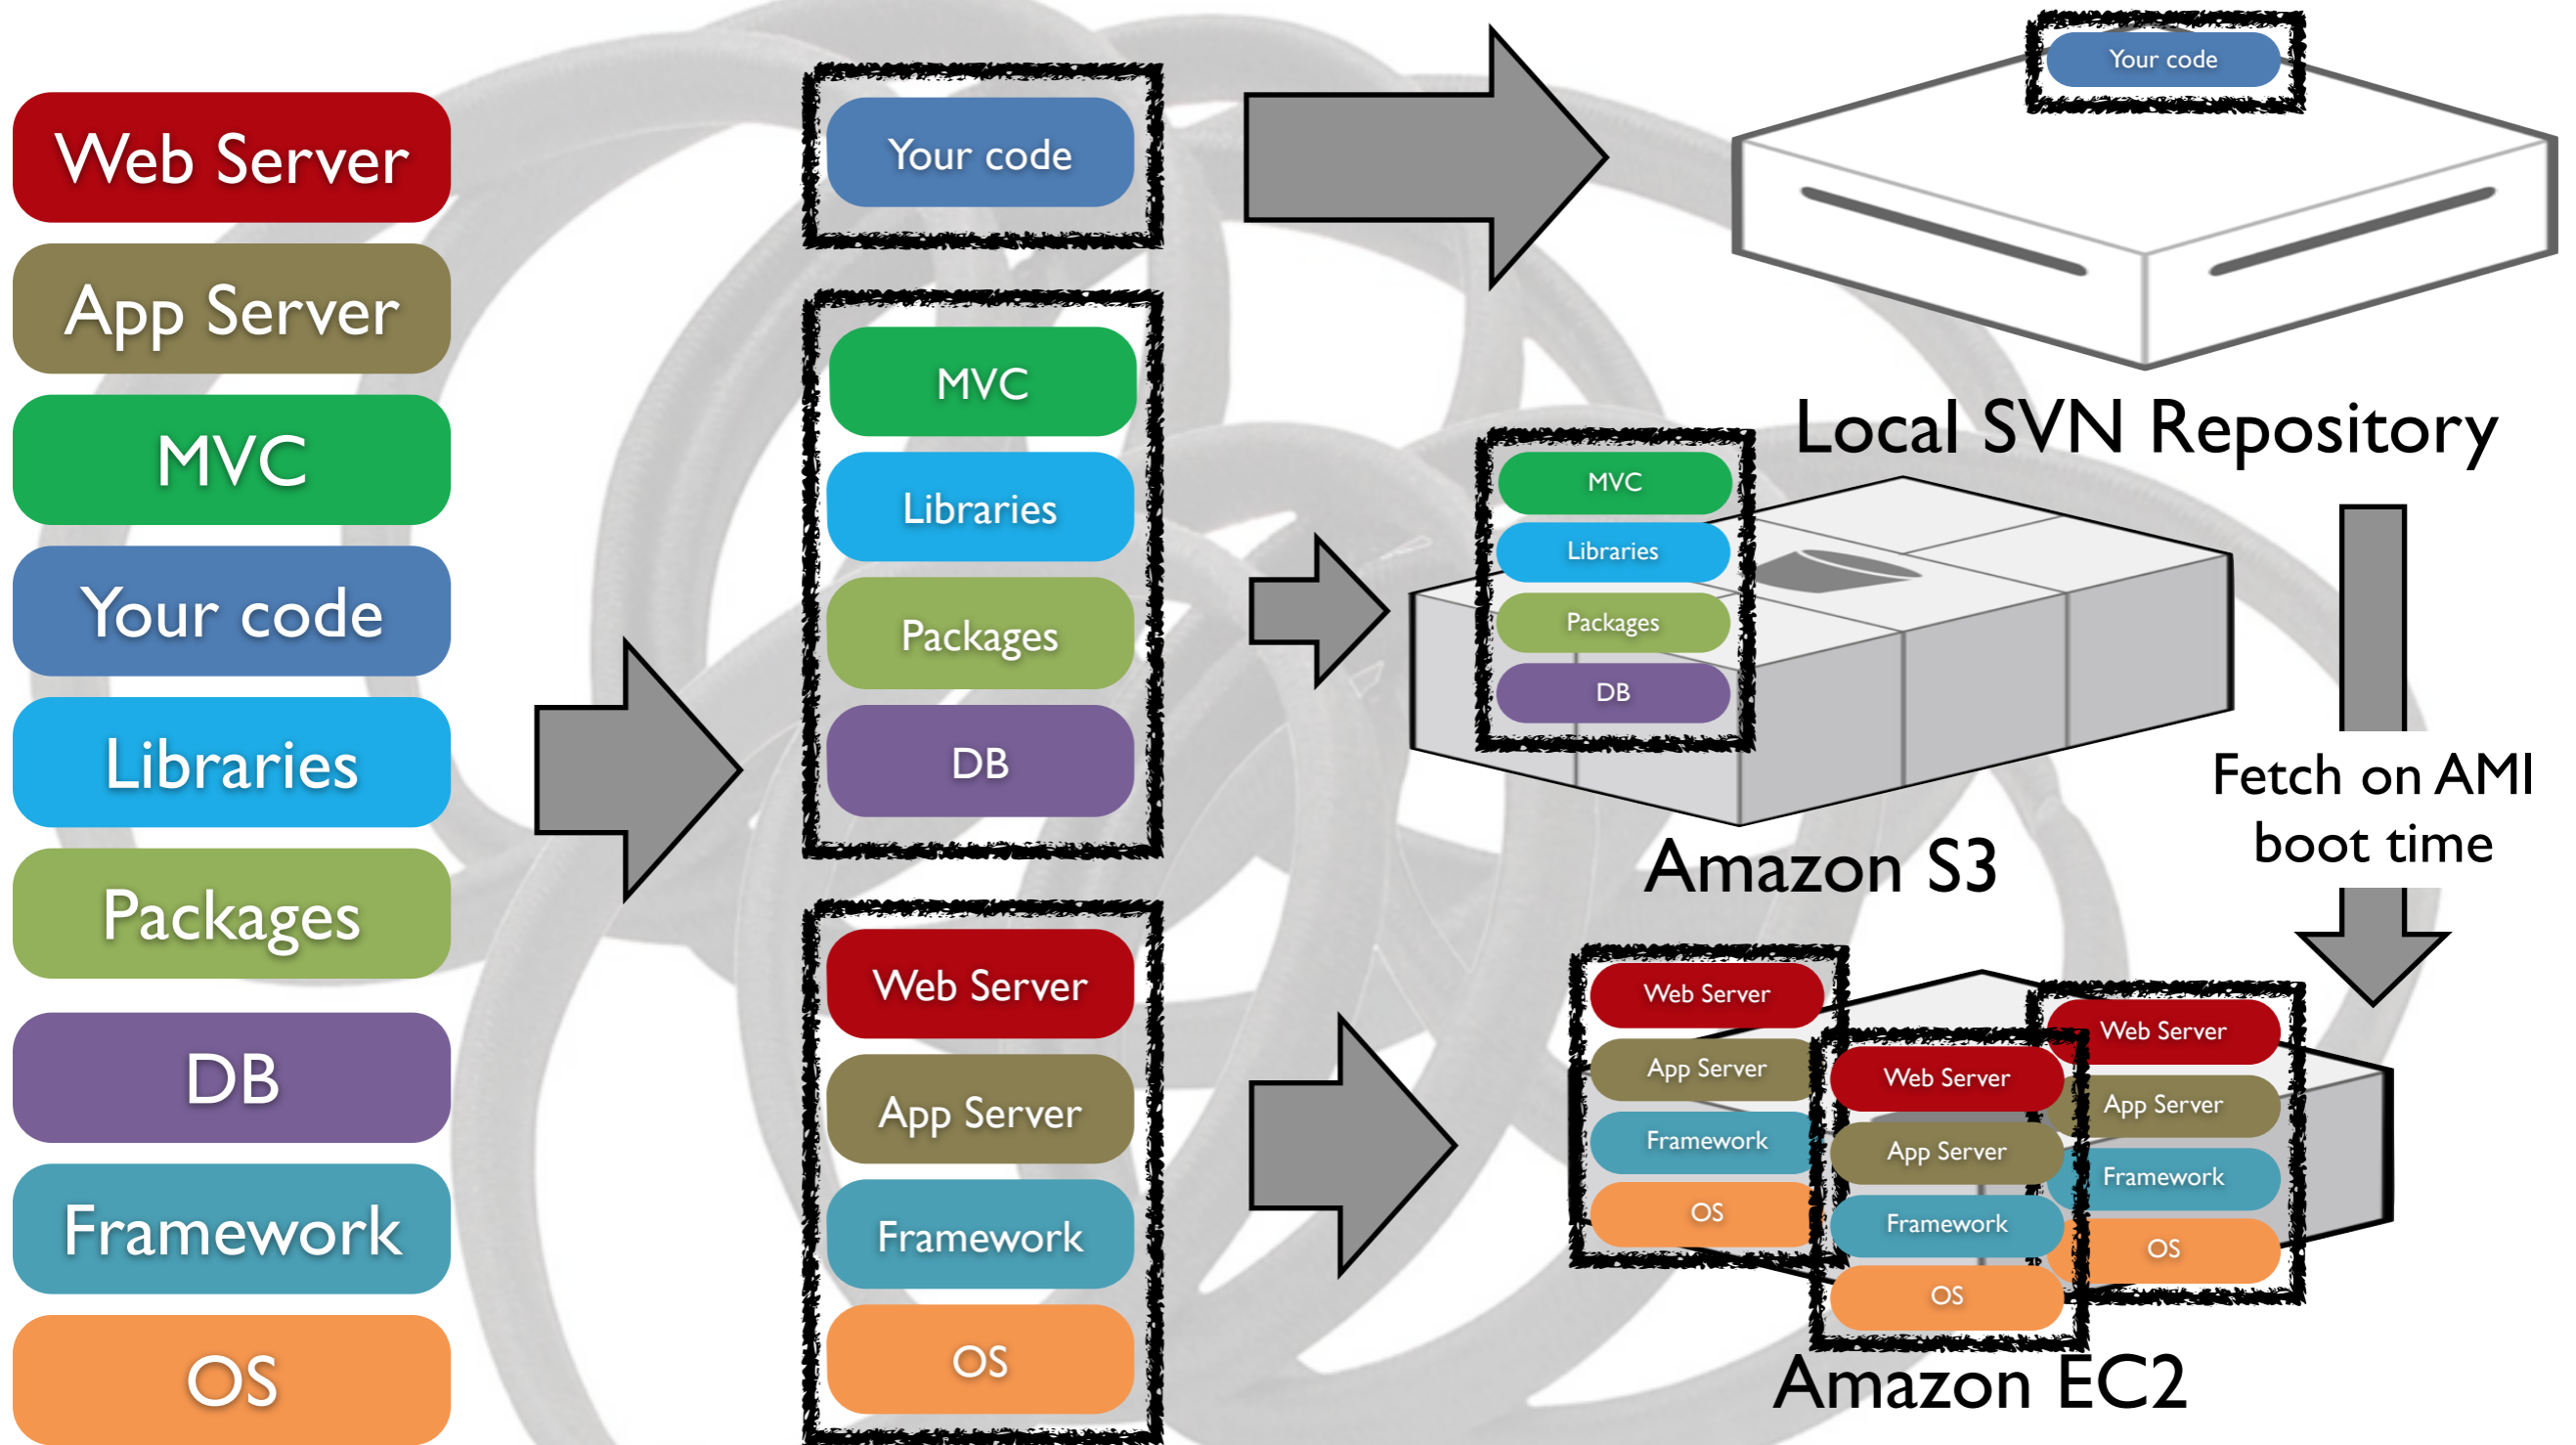 Web Server
App Server
MVC
Your code
Libraries
Packages
DB
Framework
OS
Your code
MVC
Libraries
Packages
DB
Web Server
App Server
Framework
OS
Your code
Local SVN Repository
MVC
Libraries
Packages
DB
Amazon S3
Fetch on AMI
boot time
Web Server
App Server
Framework
OS
Web Server
App Server
Framework
OS
Web Server
App Server
Framework
OS
Amazon EC2